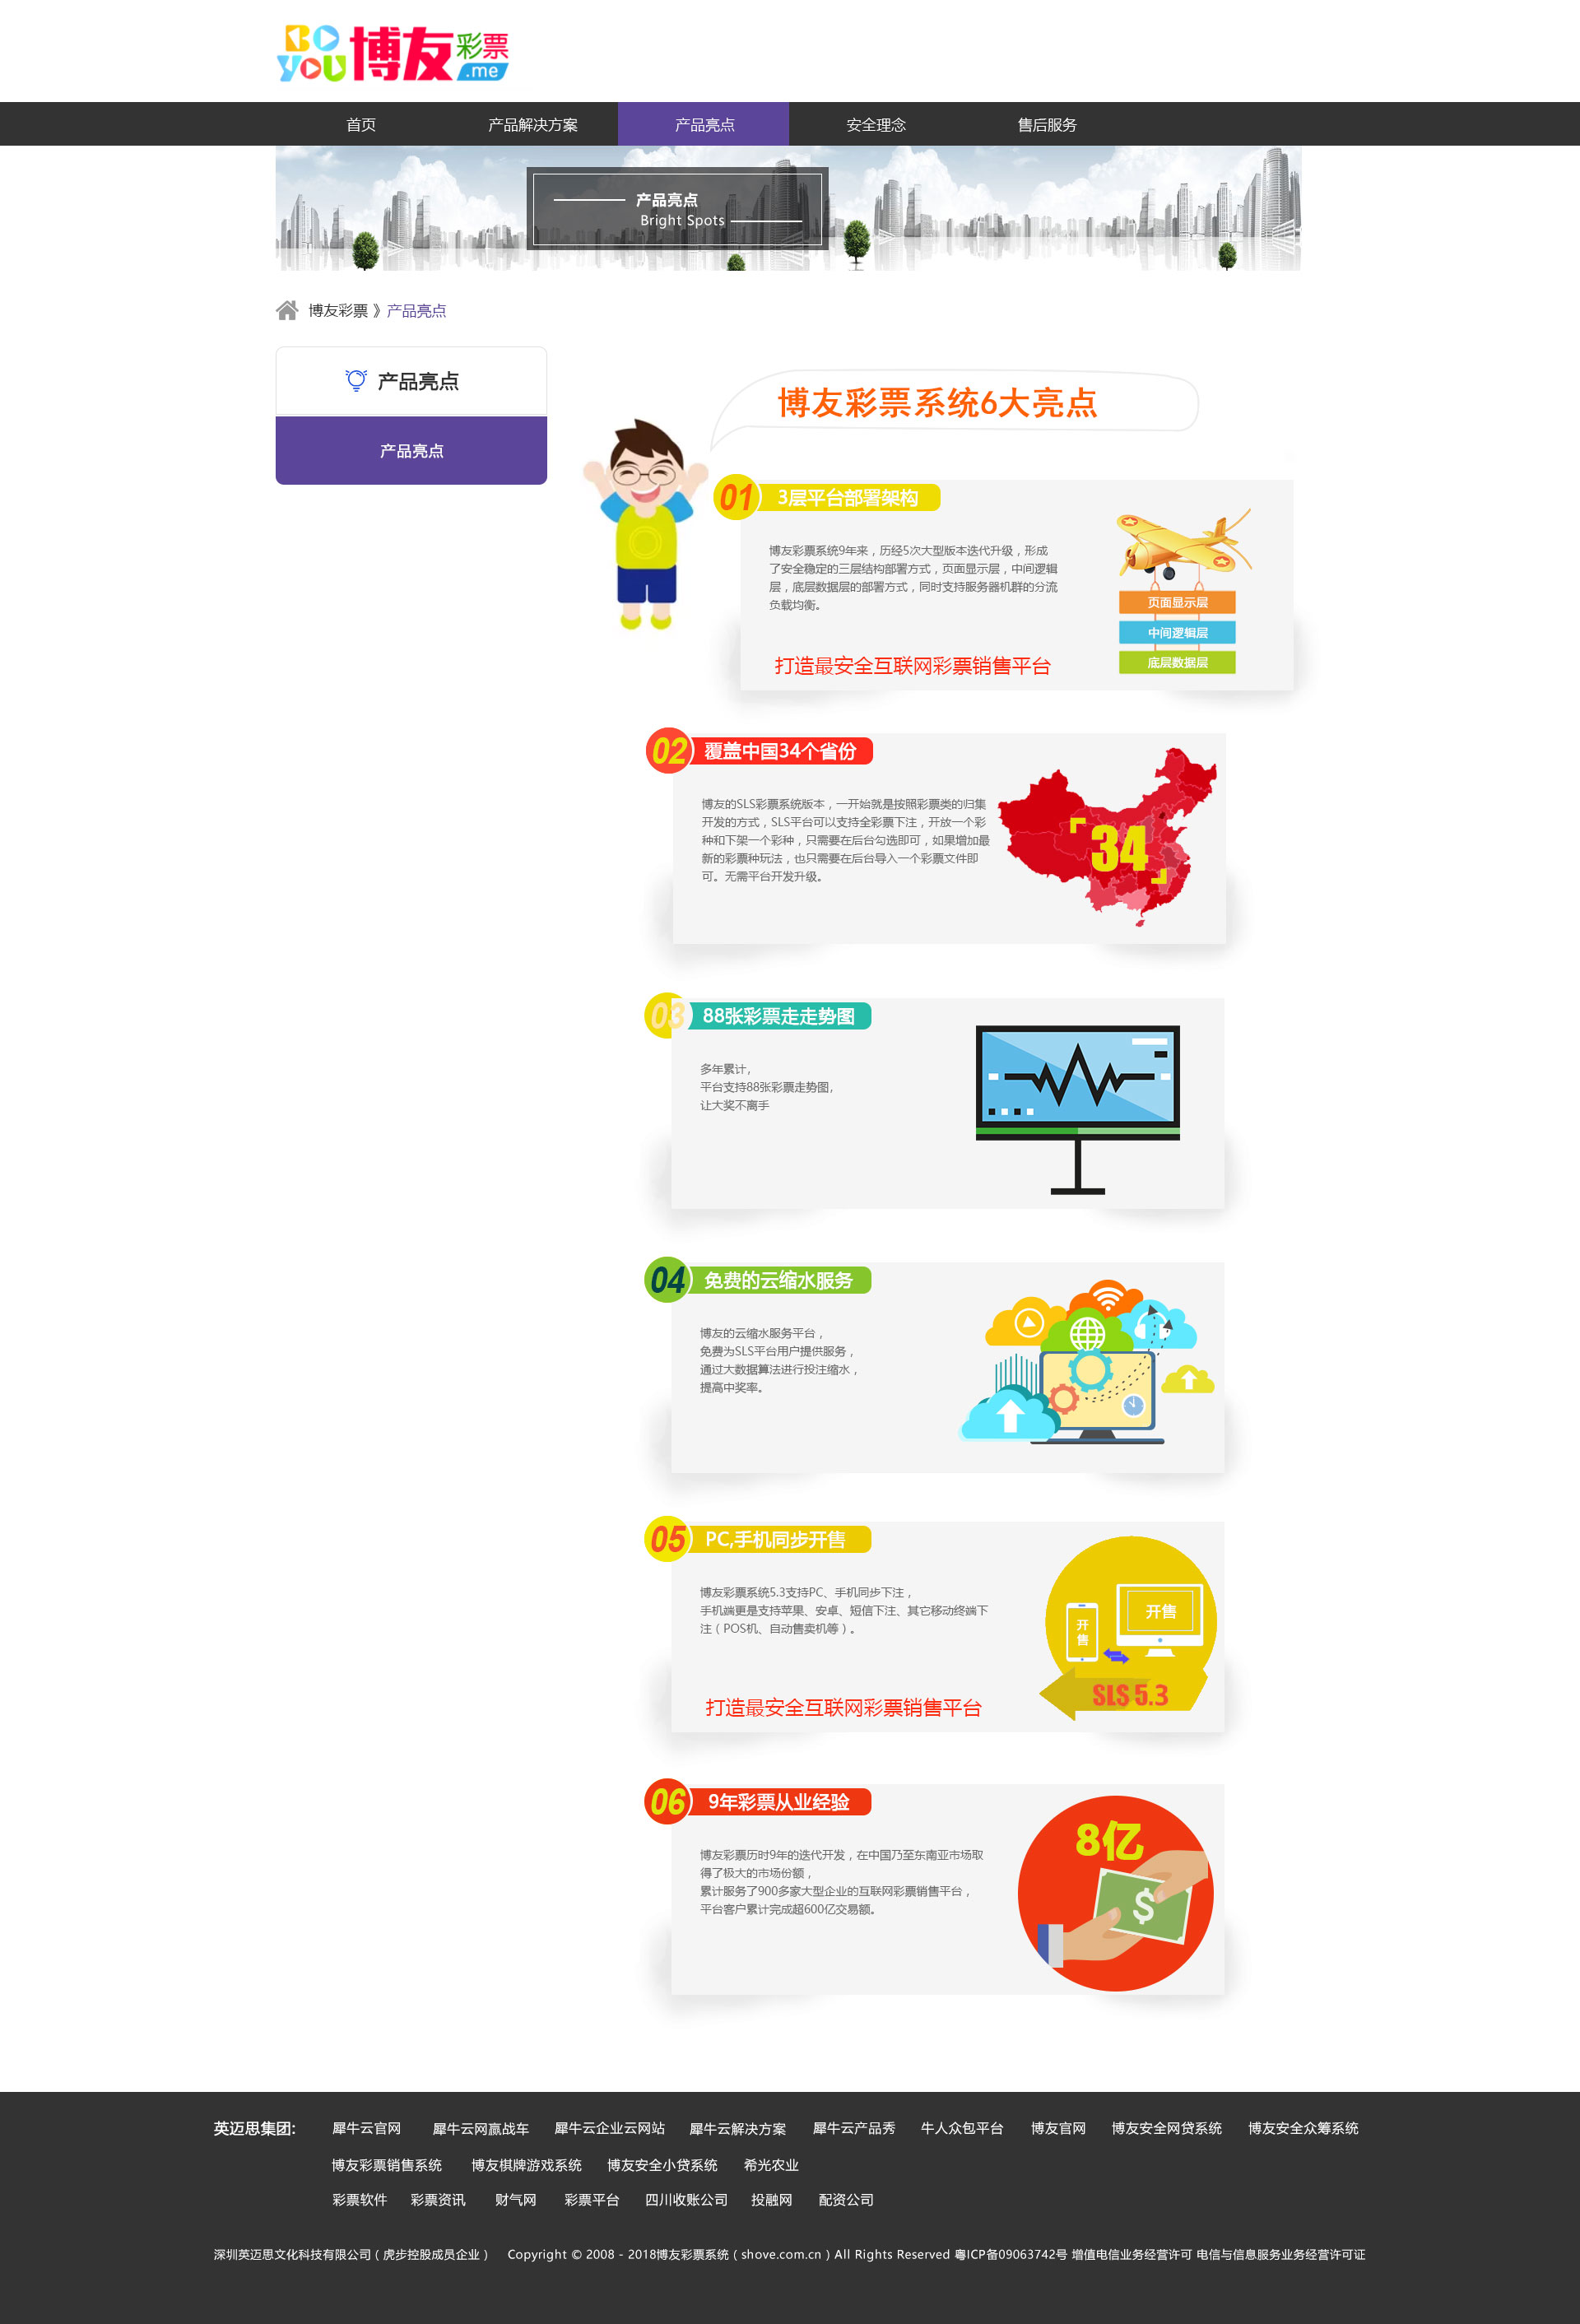 BO
YOU
博友
彩票
.me
首页 产品解决方案 产品亮点 安全理念 售后服务
产品亮点
Bright Spots
博友彩票 》产品亮点
产品亮点
产品亮点
博友彩票系统6大亮点
01 3层平台部署架构
博友彩票系统9年来，历经5次大型版本迭代升级，形成
了安全稳定的三层结构部署方式，页面显示层，中间逻辑
层，底层数据层的部署方式，同时支持服务器机群的分流
负载均衡。
打造最安全互联网彩票销售平台
页面显示层
中间逻辑层
底层数据层
02 覆盖中国34个省份
博友的SLS彩票系统版本，一开始就是按照彩票类的归集
开发的方式，SLS平台可以支持全彩票下注，开放一个彩
种和下架一个彩种，只需要在后台勾选即可，如果增加最
新的彩票种玩法，也只需要在后台导入一个彩票文件即
可。无需平台开发升级。
34
03 88张彩票走走势图
多年累计，
平台支持88张彩票走势图，
让大奖不离手
04 免费的云缩水服务
博友的云缩水服务平台，
免费为SLS平台用户提供服务，
通过大数据算法进行投注缩水，
提高中奖率。
05 PC,手机同步开售
博友彩票系统5.3支持PC、手机同步下注，
手机端更是支持苹果、安卓、短信下注、其它移动终端下
注（POS机、自动售卖机等）。
打造最安全互联网彩票销售平台
开售
开售
SLS 5.3
06 9年彩票从业经验
博友彩票历时9年的迭代开发，在中国乃至东南亚市场取
得了极大的市场份额，
累计服务了900多家大型企业的互联网彩票销售平台，
平台客户累计完成超600亿交易额。
8亿
$
英迈思集团: 犀牛云官网 犀牛云网赢战车 犀牛云企业云网站 犀牛云解决方案 犀牛云产品秀 牛人众包平台 博友官网 博友安全网贷系统 博友安全众筹系统
博友彩票销售系统 博友棋牌游戏系统 博友安全小贷系统 希光农业
彩票软件 彩票资讯 财气网 彩票平台 四川收账公司 投融网 配资公司
深圳英迈思文化科技有限公司（虎步控股成员企业） Copyright © 2008 - 2018博友彩票系统（shove.com.cn）All Rights Reserved 粤ICP备09063742号 增值电信业务经营许可 电信与信息服务业务经营许可证